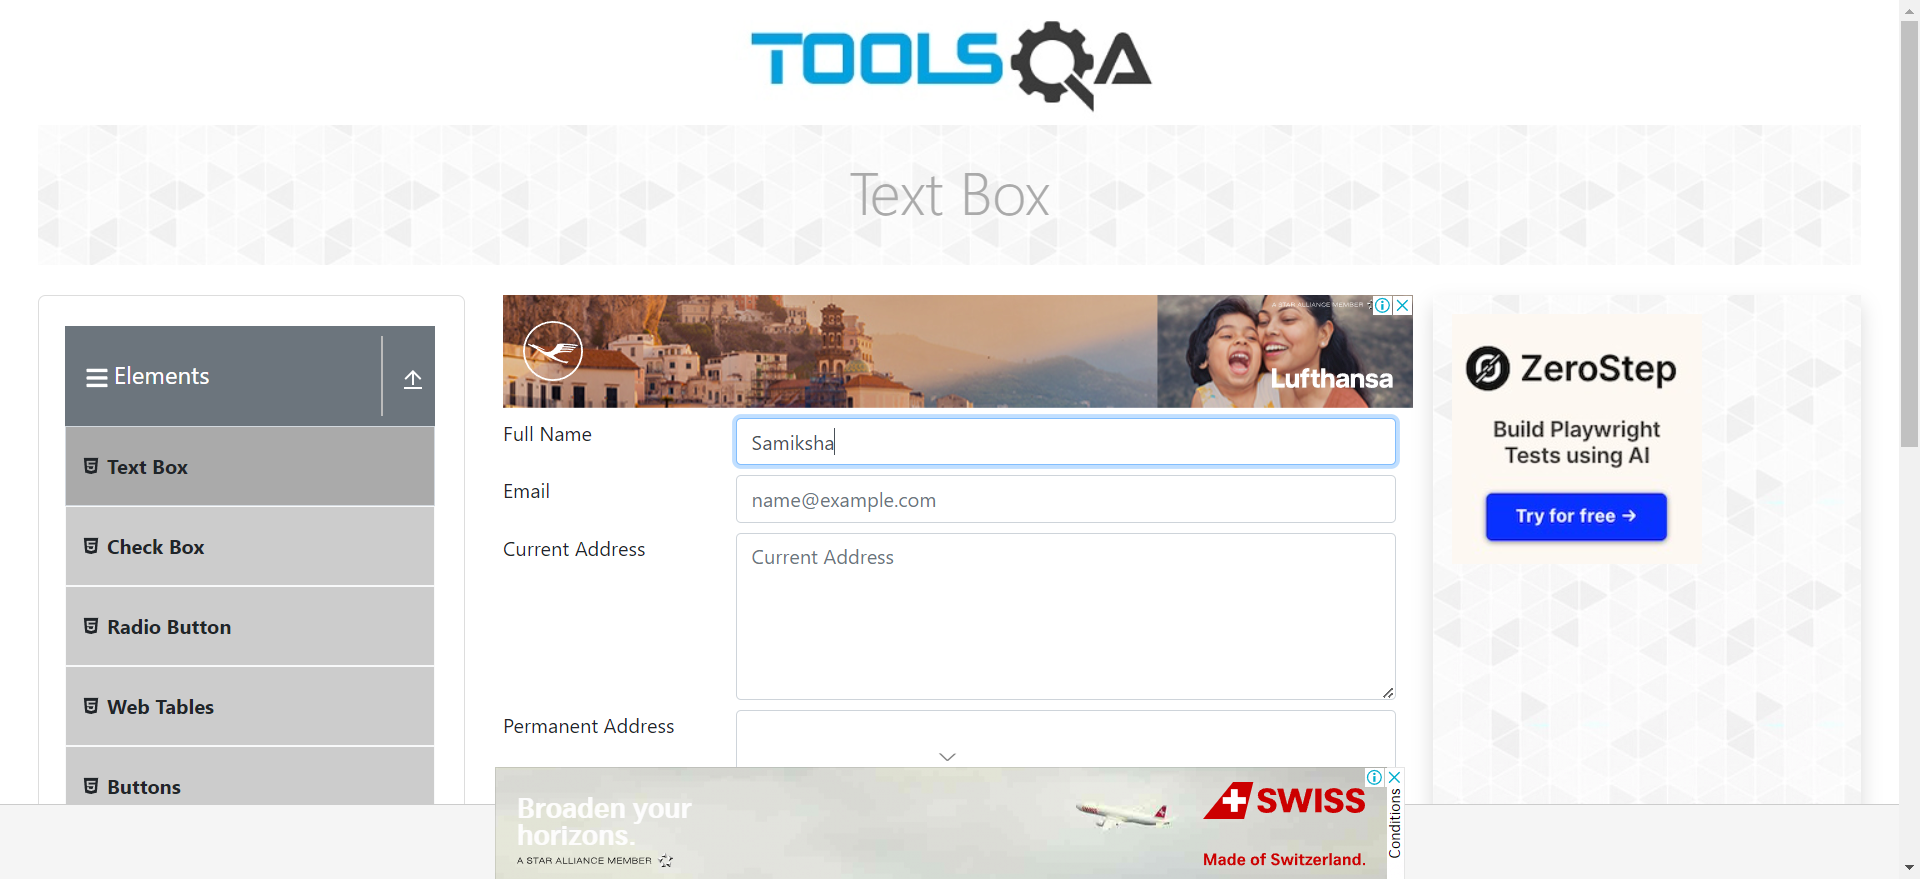 TOOLSQA
Text Box
Elements
Text Box
Check Box
Radio Button
Web Tables
Buttons
A STAR ALLIANCE MEMBER
Lufthansa
Full Name
Samiksha
Email
name@example.com
Current Address
Current Address
Permanent Address
ZeroStep
Build Playwright
Tests using AI
Try for free →
Broaden your
horizons.
A STAR ALLIANCE MEMBER
SWISS
Made of Switzerland.
Conditions